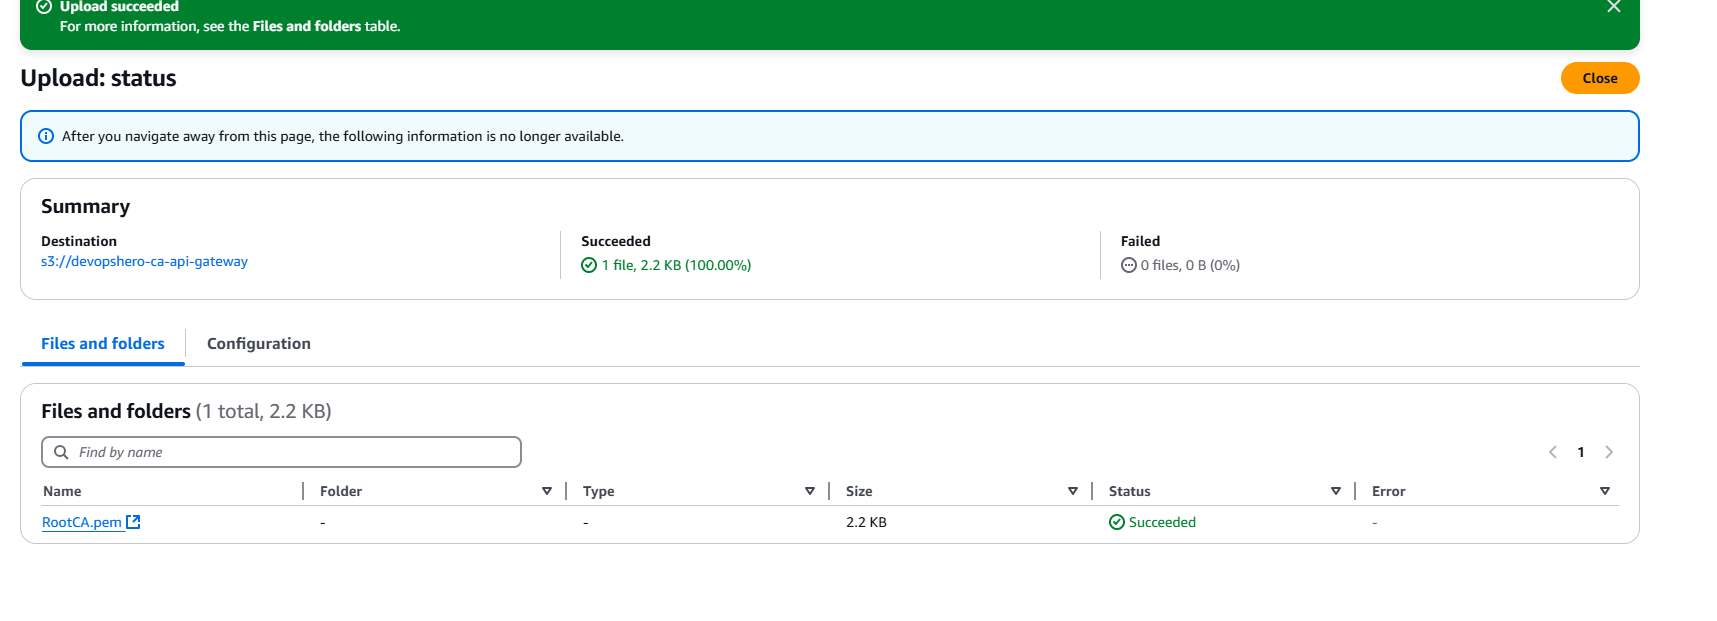 Upload succeeded
For more information, see the Files and folders table.
Upload: status
Close
After you navigate away from this page, the following information is no longer available.
Summary
Destination
s3://devopshero-ca-api-gateway
Succeeded
1 file, 2.2 KB (100.00%)
Failed
0 files, 0 B (0%)
Files and folders
Configuration
Files and folders (1 total, 2.2 KB)
Find by name
1
Name Folder Type Size Status Error
RootCA.pem - - 2.2 KB Succeeded -